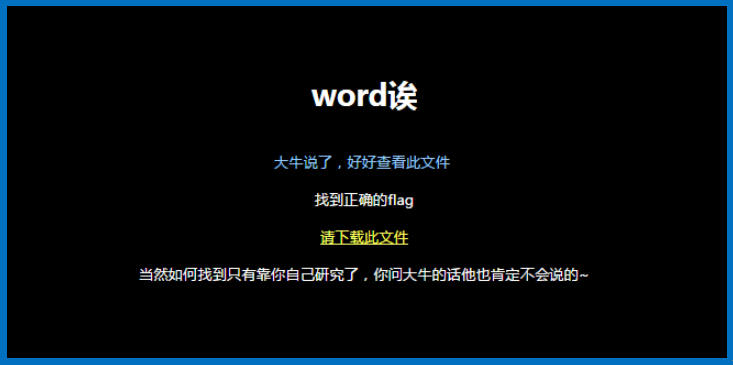 word诶
大牛说了，好好查看此文件
找到正确的flag
请下载此文件
当然如何找到只有靠你自己研究了，你问大牛的话他也肯定不会说的~